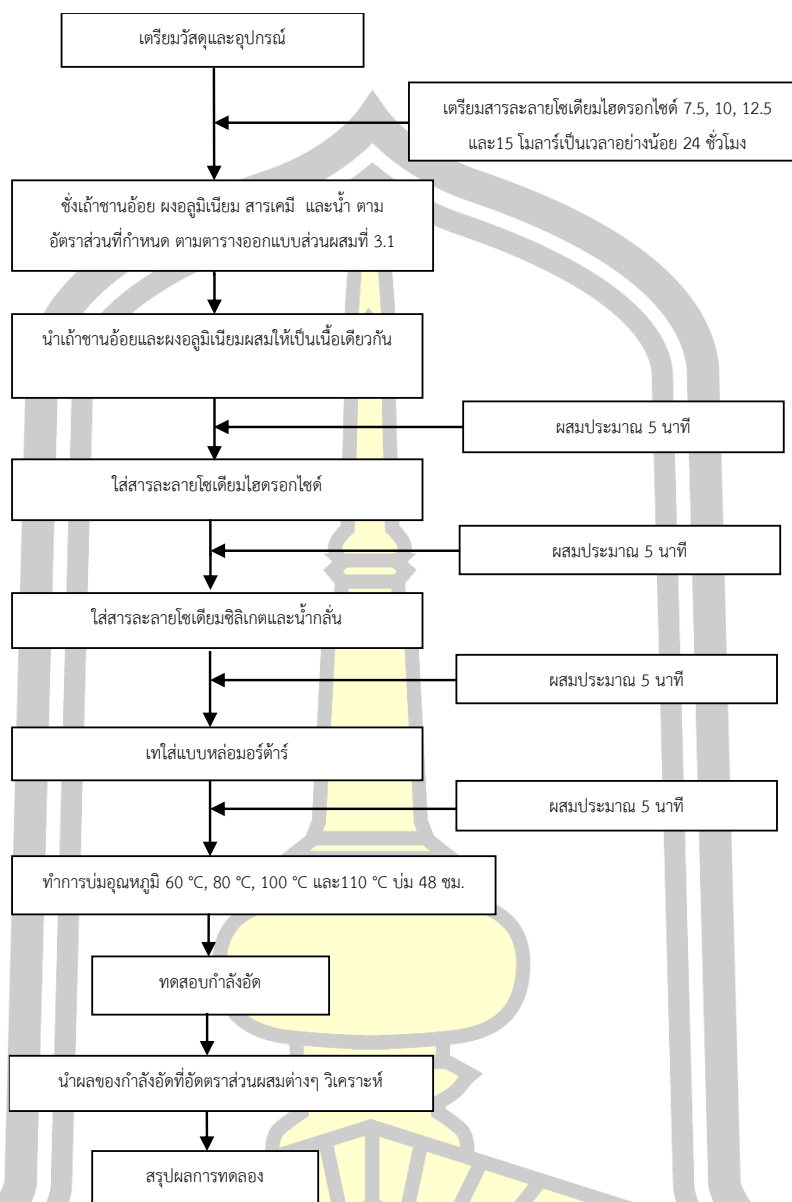 เตรียมวัสดุและอุปกรณ์
เตรียมสารละลายโซเดียมไฮดรอกไซด์ 7.5, 10, 12.5
และ15 โมลาร์เป็นเวลาอย่างน้อย 24 ชั่วโมง
ชั่งเถ้าชานอ้อย ผงอลูมิเนียม สารเคมี และน้ำ ตาม
อัตราส่วนที่กำหนด ตามตารางออกแบบส่วนผสมที่ 3.1
นำเถ้าชานอ้อยและผงอลูมิเนียมผสมให้เป็นเนื้อเดียวกัน
ผสมประมาณ 5 นาที
ใส่สารละลายโซเดียมไฮดรอกไซด์
ผสมประมาณ 5 นาที
ใส่สารละลายโซเดียมซิลิเกตและน้ำกลั่น
ผสมประมาณ 5 นาที
เทใส่แบบหล่อมอร์ต้าร์
ผสมประมาณ 5 นาที
ทำการบ่มอุณหภูมิ 60 °C, 80 °C, 100 °C และ110 °C บ่ม 48 ชม.
ทดสอบกำลังอัด
นำผลของกำลังอัดที่อัดตราส่วนผสมต่างๆ วิเคราะห์
สรุปผลการทดลอง